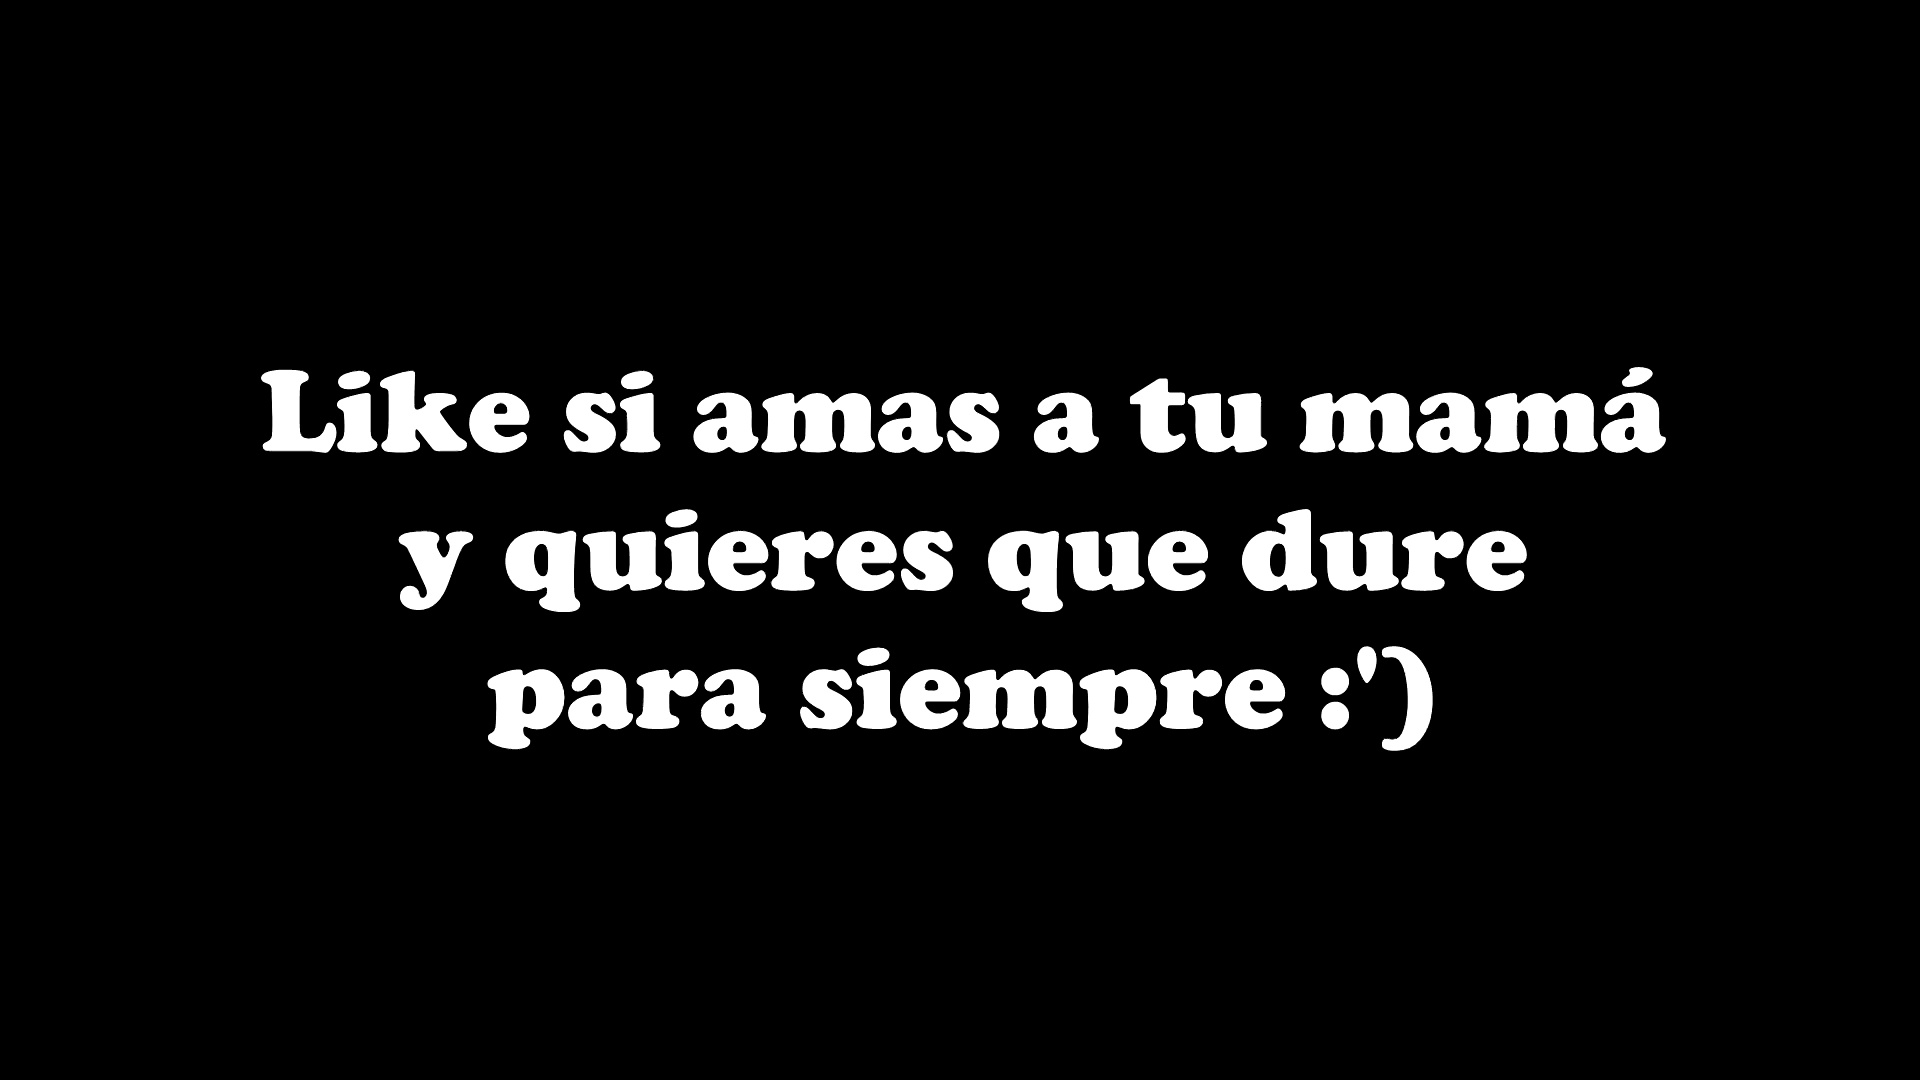 Like si amas a tu mamá
y quieres que dure
para siempre :')